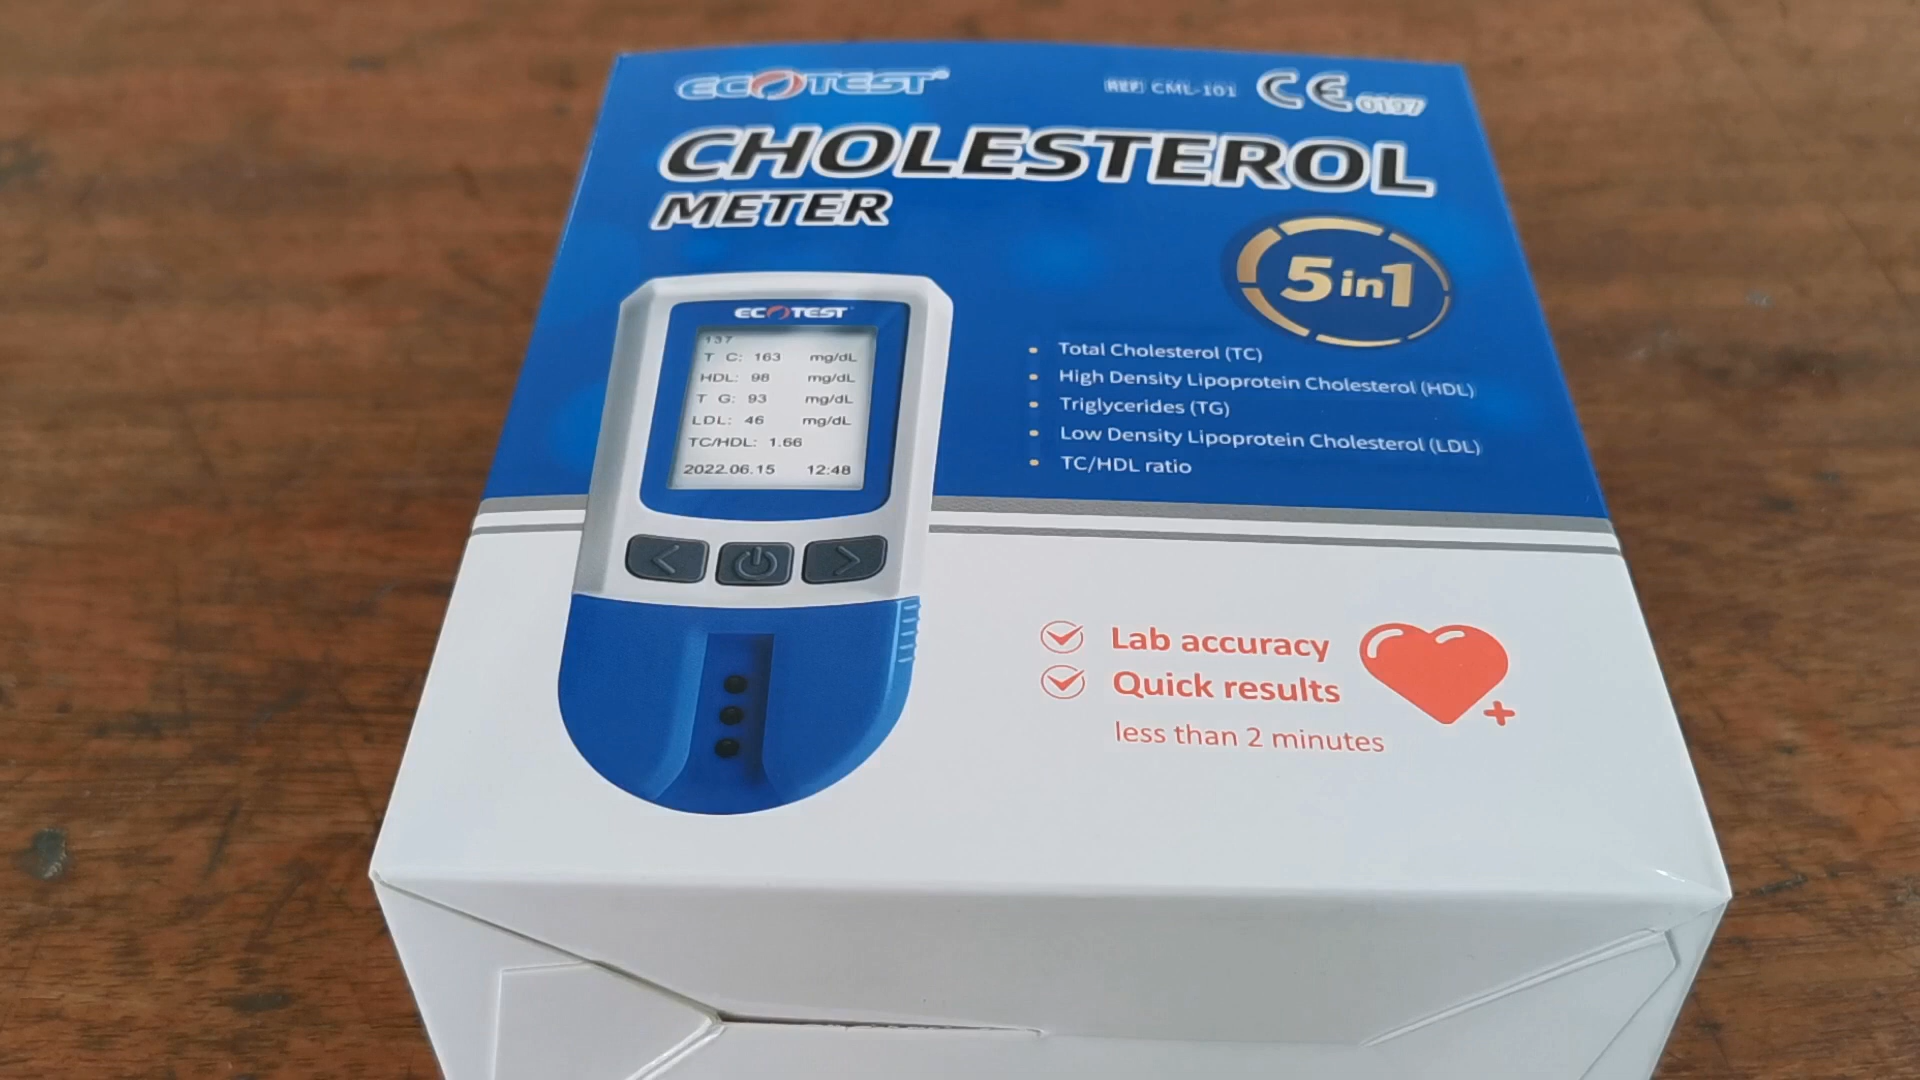 ECOTEST®
REF CML-101 CE 0197
CHOLESTEROL
METER
5in1
ECOTEST
137
T C: 163 mg/dL
HDL: 98 mg/dL
T G: 93 mg/dL
LDL: 46 mg/dL
TC/HDL: 1.66
2022.06.15 12:48
• Total Cholesterol (TC)
• High Density Lipoprotein Cholesterol (HDL)
• Triglycerides (TG)
• Low Density Lipoprotein Cholesterol (LDL)
• TC/HDL ratio
Lab accuracy
Quick results
less than 2 minutes